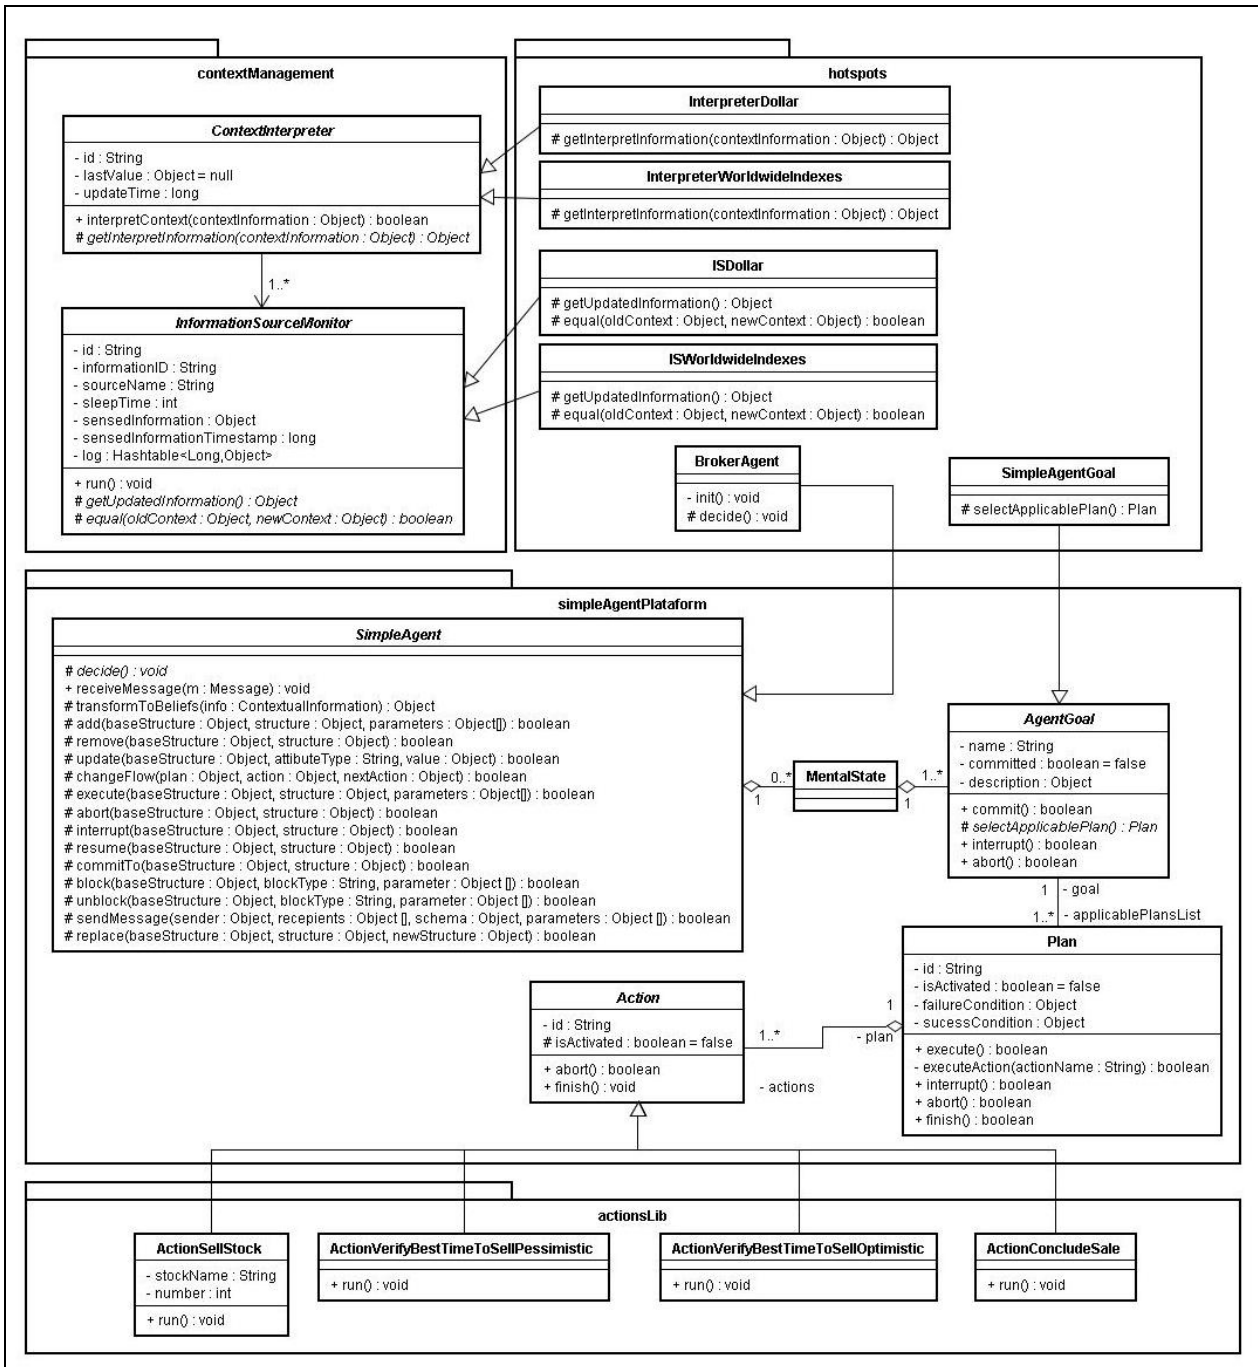 contextManagement
ContextInterpreter
- id : String
- lastValue : Object = null
- updateTime : long
+ interpretContext(contextInformation : Object) : boolean
# getInterpretInformation(contextInformation : Object) : Object
1..*
InformationSourceMonitor
- id : String
- informationID : String
- sourceName : String
- sleepTime : int
- sensedInformation : Object
- sensedInformationTimestamp : long
- log : Hashtable<Long,Object>
+ run() : void
# getUpdatedInformation() : Object
# equal(oldContext : Object, newContext : Object) : boolean
hotspots
InterpreterDollar
# getInterpretInformation(contextInformation : Object) : Object
InterpreterWorldwideIndexes
# getInterpretInformation(contextInformation : Object) : Object
ISDollar
# getUpdatedInformation() : Object
# equal(oldContext : Object, newContext : Object) : boolean
ISWorldwideIndexes
# getUpdatedInformation() : Object
# equal(oldContext : Object, newContext : Object) : boolean
BrokerAgent
- init() : void
# decide() : void
SimpleAgentGoal
# selectApplicablePlan() : Plan
simpleAgentPlataform
SimpleAgent
# decide() : void
+ receiveMessage(m : Message) : void
# transformToBeliefs(info : ContextualInformation) : Object
# add(baseStructure : Object, structure : Object, parameters : Object[]) : boolean
# remove(baseStructure : Object, structure : Object) : boolean
# update(baseStructure : Object, attibuteType : String, value : Object) : boolean
# changeFlow(plan : Object, action : Object, nextAction : Object) : boolean
# execute(baseStructure : Object, structure : Object, parameters : Object[]) : boolean
# abort(baseStructure : Object, structure : Object) : boolean
# interrupt(baseStructure : Object, structure : Object) : boolean
# resume(baseStructure : Object, structure : Object) : boolean
# commitTo(baseStructure : Object, structure : Object) : boolean
# block(baseStructure : Object, blockType : String, parameter : Object []) : boolean
# unblock(baseStructure : Object, blockType : String, parameter : Object []) : boolean
# sendMessage(sender : Object, recepients : Object [], schema : Object, parameters : Object []) : boolean
# replace(baseStructure : Object, structure : Object, newStructure : Object) : boolean
0..*
1
MentalState
1..*
1
AgentGoal
- name : String
- committed : boolean = false
- description : Object
+ commit() : boolean
# selectApplicablePlan() : Plan
+ interrupt() : boolean
+ abort() : boolean
1
- goal
1..*
- applicablePlansList
Plan
- id : String
- isActivated : boolean = false
- failureCondition : Object
- sucessCondition : Object
+ execute() : boolean
- executeAction(actionName : String) : boolean
+ interrupt() : boolean
+ abort() : boolean
+ finish() : boolean
1
- plan
1..*
- actions
Action
- id : String
# isActivated : boolean = false
+ abort() : boolean
+ finish() : void
actionsLib
ActionSellStock
- stockName : String
- number : int
+ run() : void
ActionVerifyBestTimeToSellPessimistic
+ run() : void
ActionVerifyBestTimeToSellOptimistic
+ run() : void
ActionConcludeSale
+ run() : void